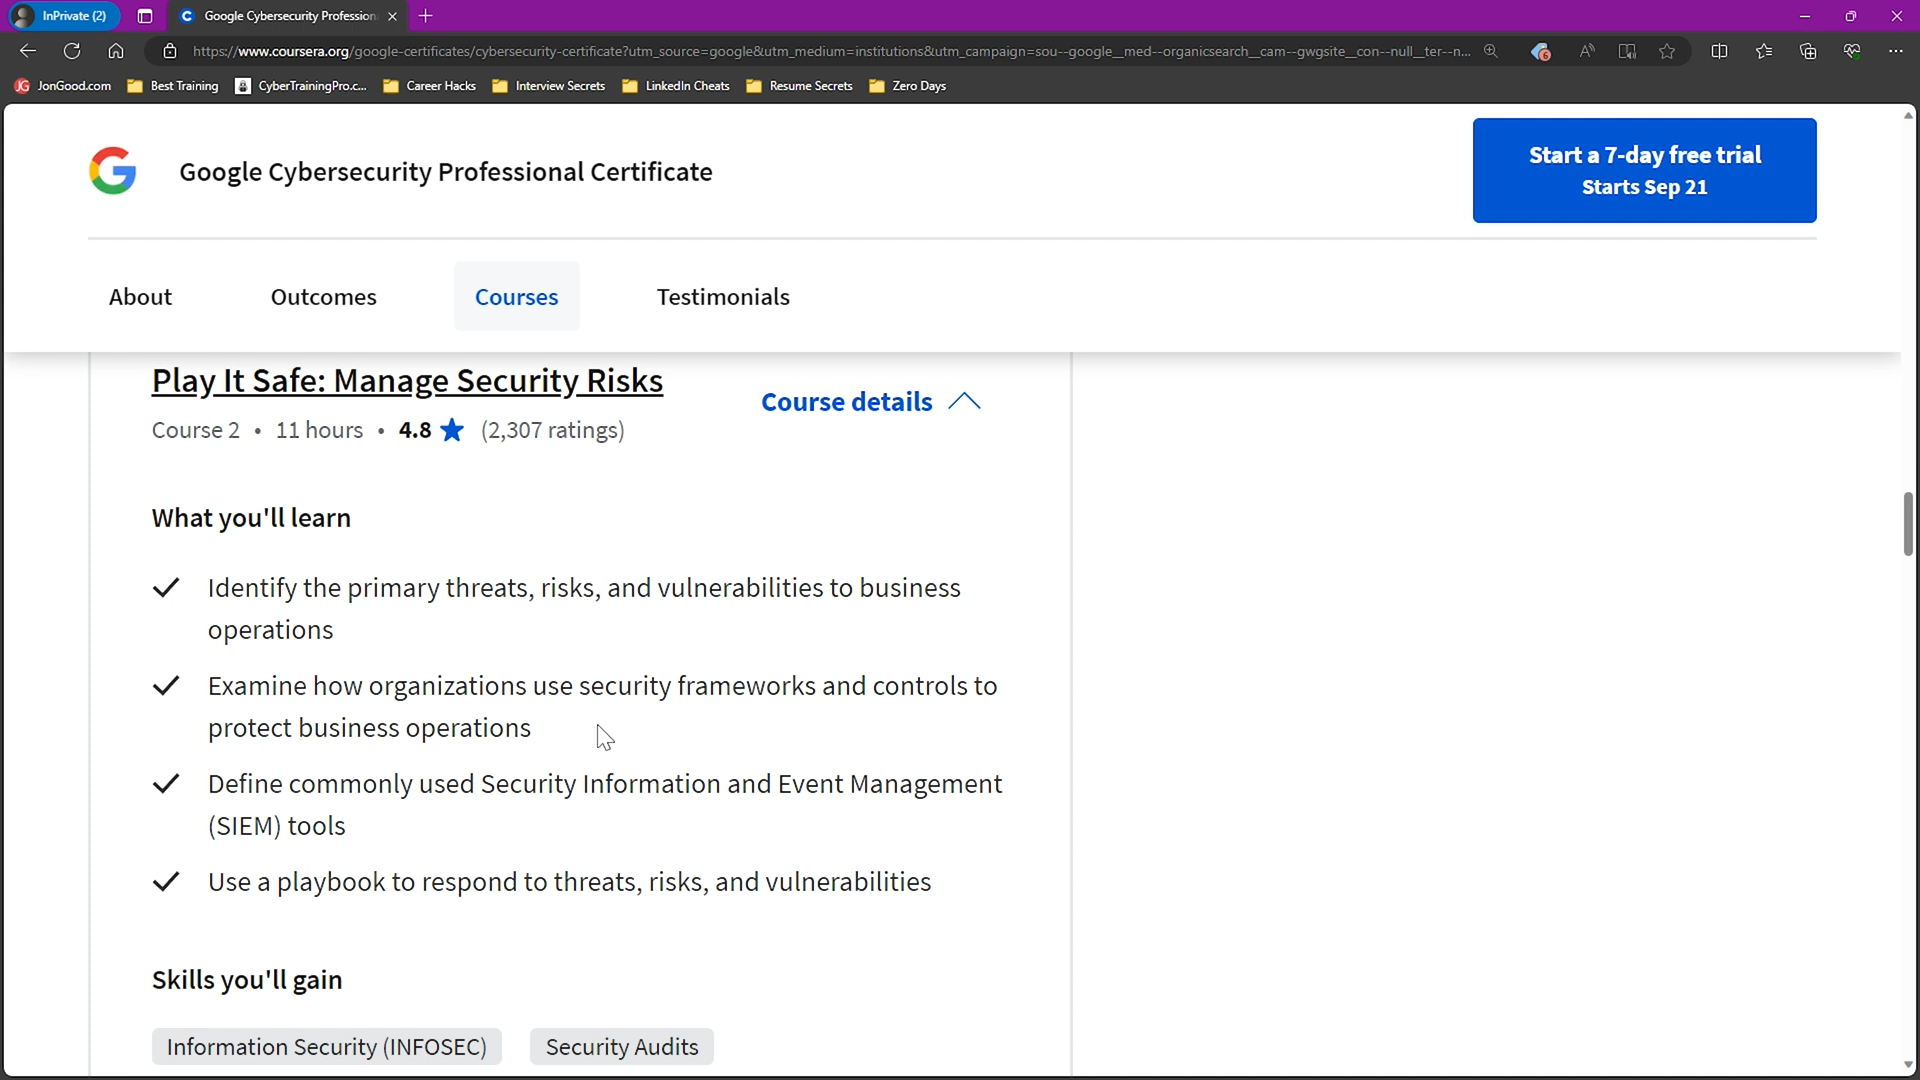 InPrivate (2)
Google Cybersecurity Profession
https://www.coursera.org/google-certificates/cybersecurity-certificate?utm_source=google&utm_medium=institutions&utm_campaign=sou--google__med--organicsearch__cam--gwgsite__con--null__ter--n...
JonGood.com
Best Training
CyberTrainingPro.c...
Career Hacks
Interview Secrets
LinkedIn Cheats
Resume Secrets
Zero Days
Google Cybersecurity Professional Certificate
Start a 7-day free trial
Starts Sep 21
About
Outcomes
Courses
Testimonials
Play It Safe: Manage Security Risks
Course details
Course 2 • 11 hours • 4.8 ★ (2,307 ratings)
What you'll learn
Identify the primary threats, risks, and vulnerabilities to business
operations
Examine how organizations use security frameworks and controls to
protect business operations
Define commonly used Security Information and Event Management
(SIEM) tools
Use a playbook to respond to threats, risks, and vulnerabilities
Skills you'll gain
Information Security (INFOSEC)
Security Audits